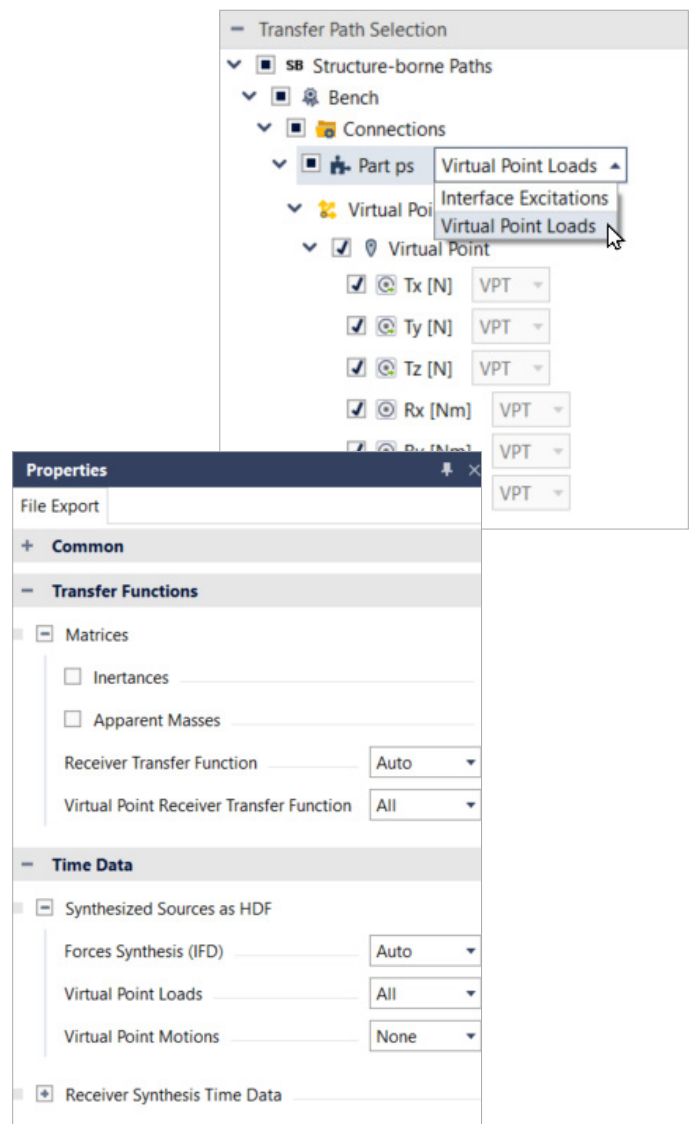 Transfer Path Selection
SB Structure-borne Paths
Bench
Connections
Part ps Virtual Point Loads
Interface Excitations
Virtual Poi
Virtual Point Loads
Virtual Point
Tx [N] VPT
Ty [N] VPT
Tz [N] VPT
Rx [Nm] VPT
Ry [Nm] VPT
VPT
Properties
File Export
Common
Transfer Functions
Matrices
Inertances
Apparent Masses
Receiver Transfer Function Auto
Virtual Point Receiver Transfer Function All
Time Data
Synthesized Sources as HDF
Forces Synthesis (IFD) Auto
Virtual Point Loads All
Virtual Point Motions None
Receiver Synthesis Time Data